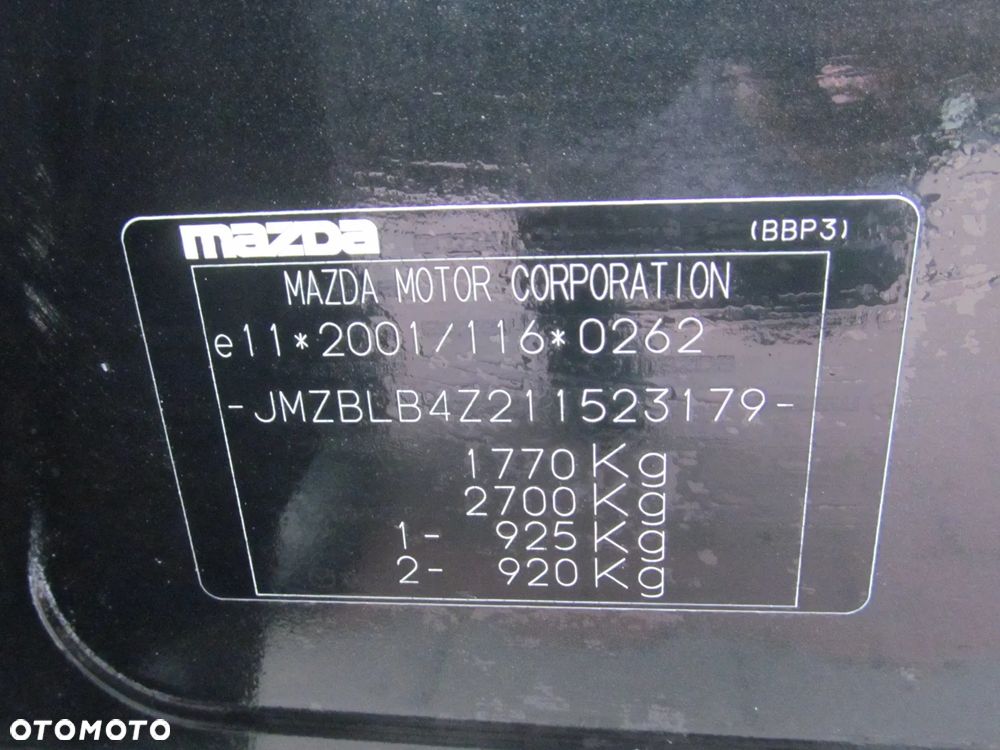 mazda (BBP3)
MAZDA MOTOR CORPORATION
e11*2001/116*0262
-JMZBLB4Z211523179-
1770 Kg
2700 Kg
1- 925 Kg
2- 920 Kg
OTOMOTO